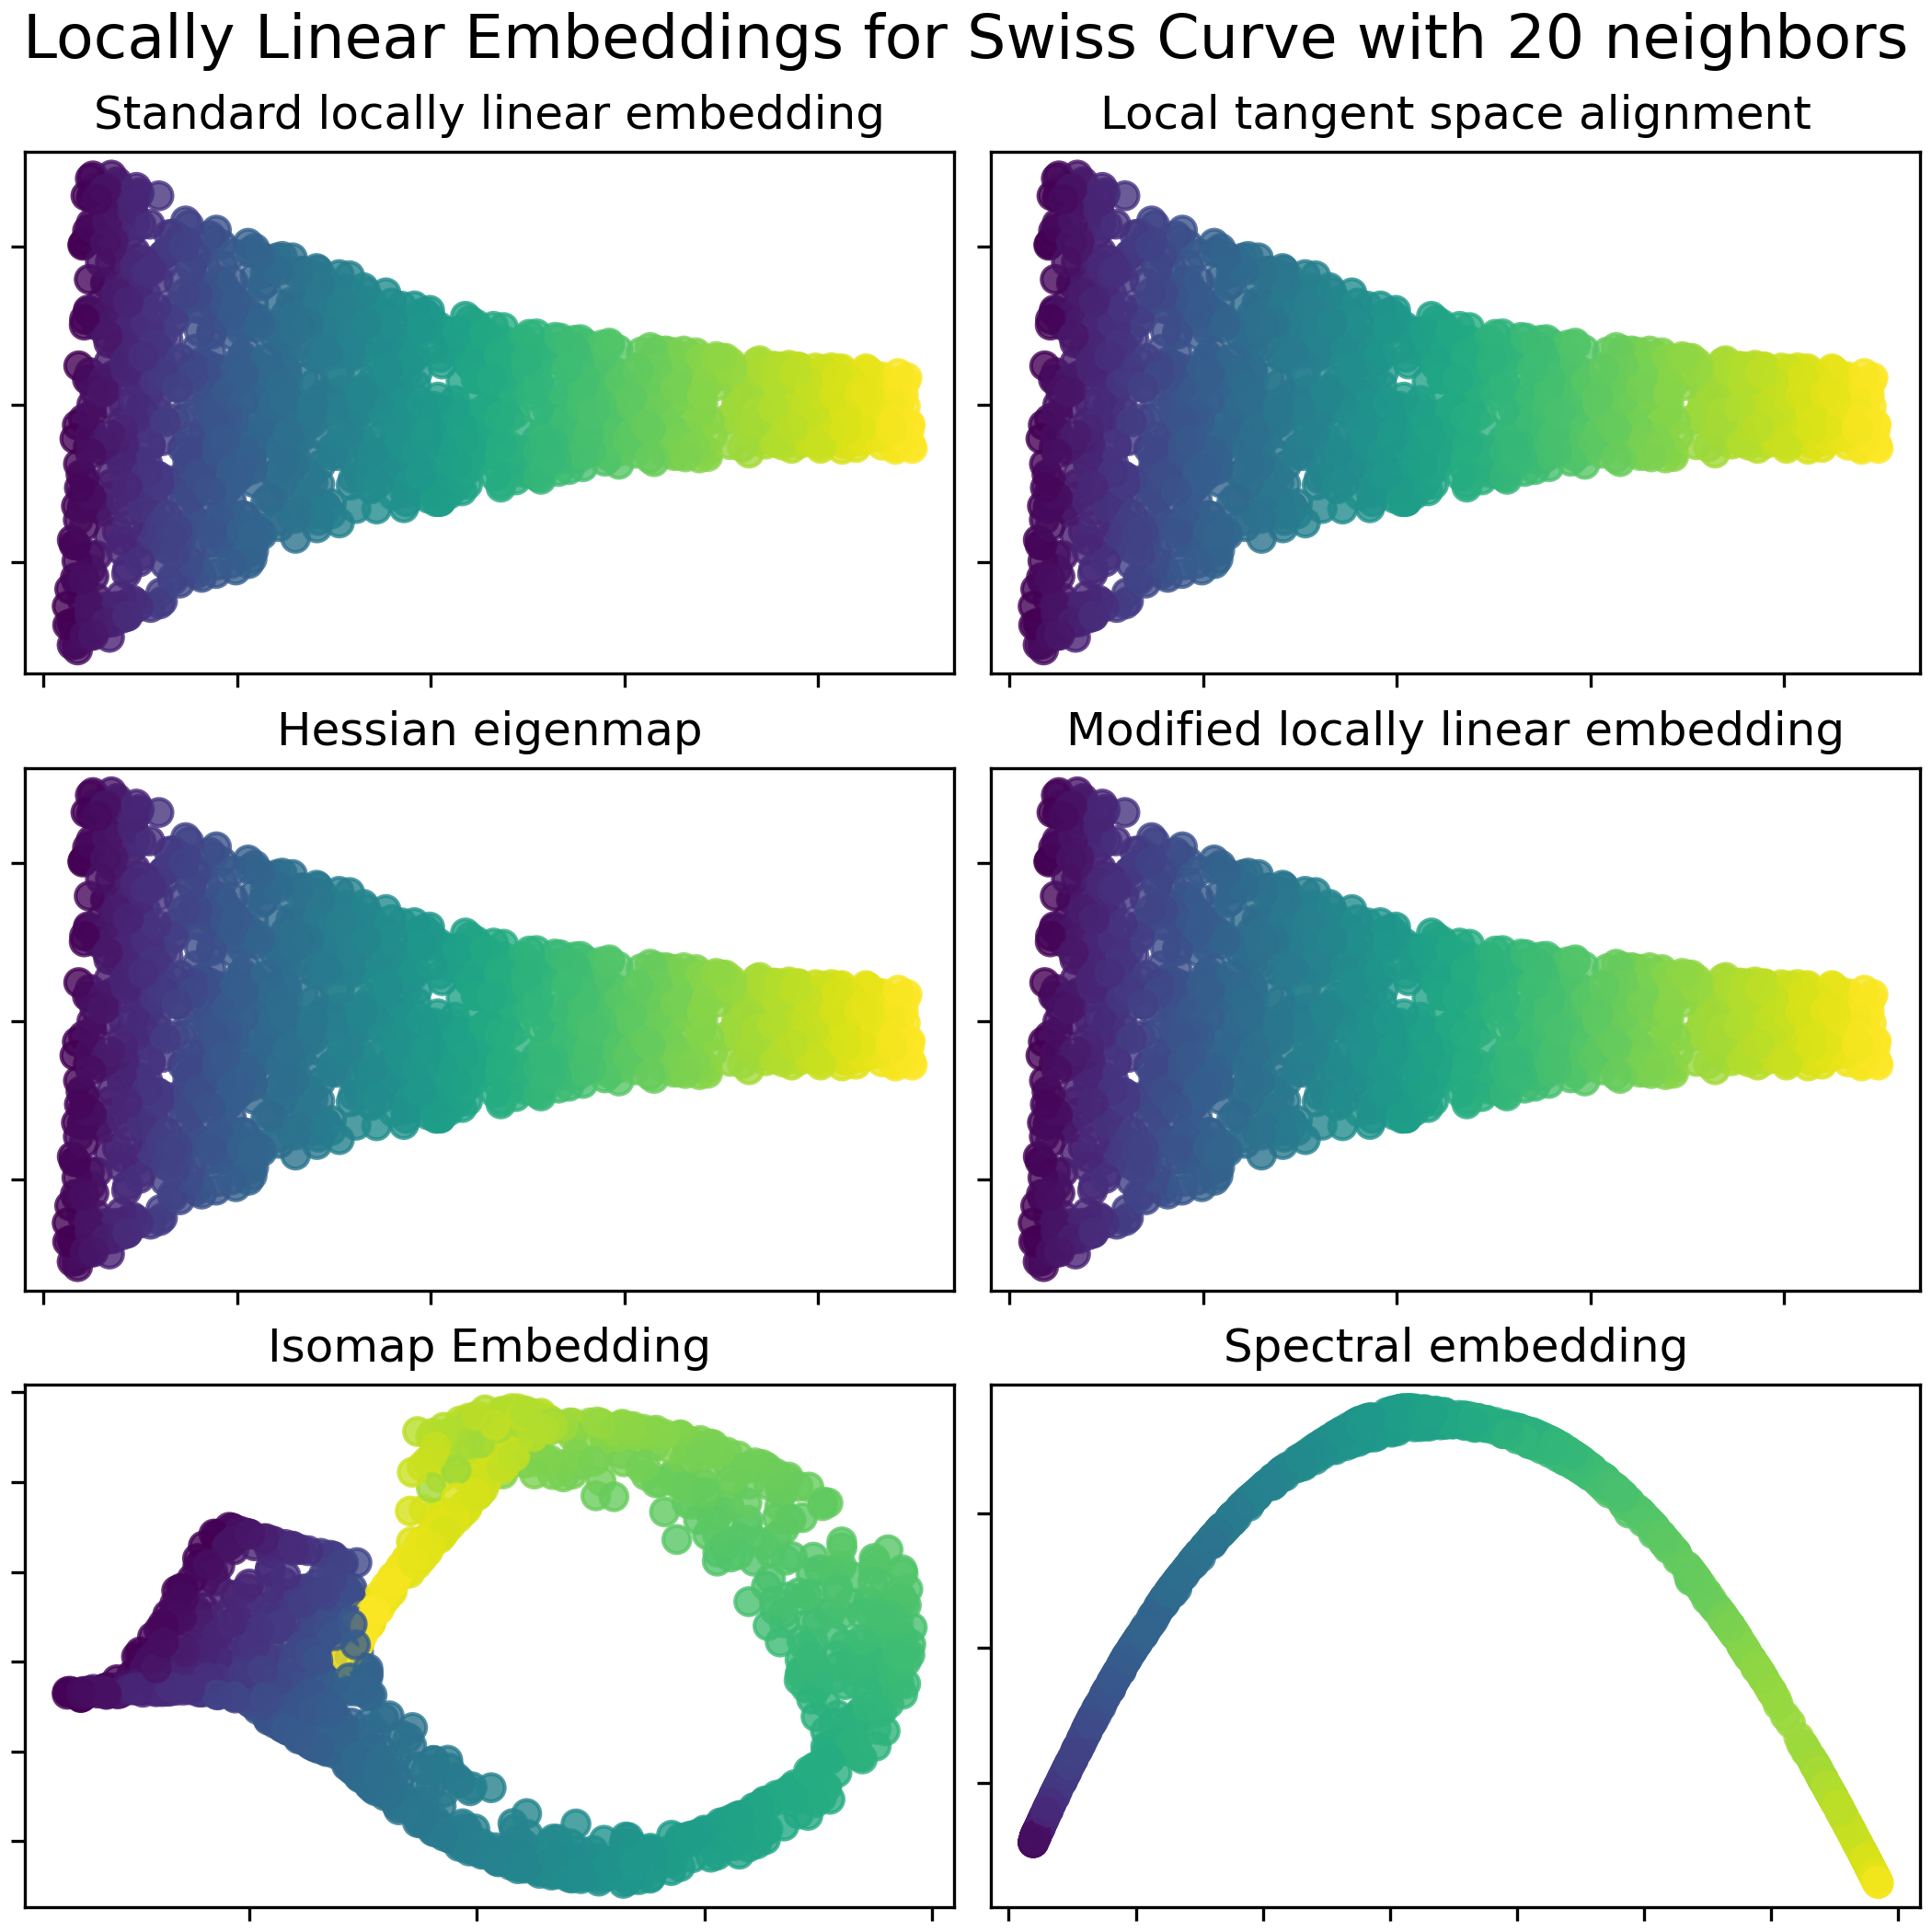 Locally Linear Embeddings for Swiss Curve with 20 neighbors
Standard locally linear embedding
Local tangent space alignment
Hessian eigenmap
Modified locally linear embedding
Isomap Embedding
Spectral embedding